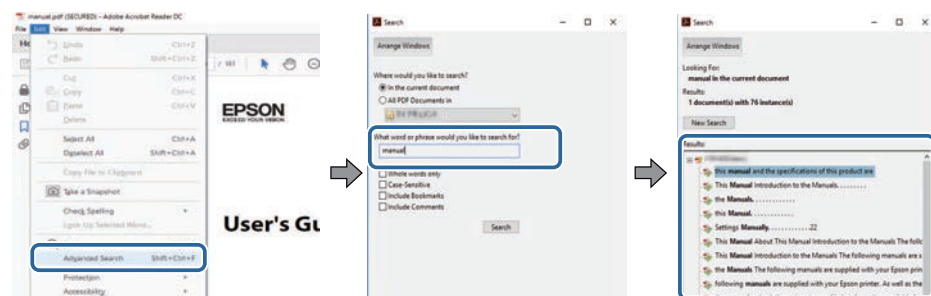 manual.pdf (SECURED) - Adobe Acrobat Reader DC
File Edit View Window Help
Undo Ctrl+Z
Redo Shift+Ctrl+Z
Cut Ctrl+X
Copy Ctrl+C
Paste Ctrl+V
Delete
Select All Ctrl+A
Deselect All Shift+Ctrl+A
Copy File to Clipboard
Take a Snapshot
Check Spelling
Look Up Selected Word...
Advanced Search Shift+Ctrl+F
Protection
Accessibility
EPSON
EXCEED YOUR VISION
User's Gu
Search
Arrange Windows
Where would you like to search?
In the current document
All PDF Documents in
What word or phrase would you like to search for?
manual
Whole words only
Case-Sensitive
Include Bookmarks
Include Comments
Search
Search
Arrange Windows
Looking For:
manual in the current document
Results:
1 document(s) with 76 instance(s)
New Search
Results:
this manual and the specifications of this product are
This Manual Introduction to the Manuals. . . . . . . . .
the Manuals. . . . . . . . . . . . .
this Manual. . . . . . . . . . . . .
Settings Manually. . . . . . . . . . . . .22
This Manual About This Manual Introduction to the Manuals The follc
This Manual Introduction to the Manuals The following manuals are s
the Manuals The following manuals are supplied with your Epson prin
following manuals are supplied with your Epson printer. As well as the